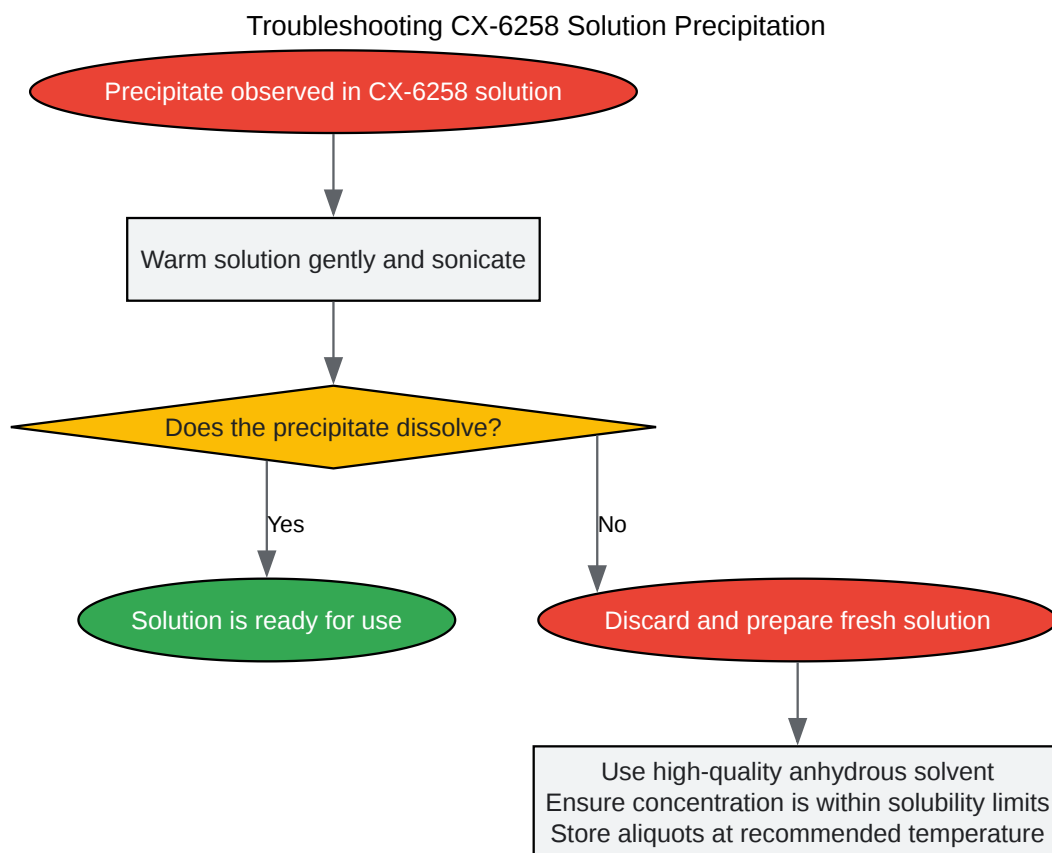 Troubleshooting CX-6258 Solution Precipitation
Precipitate observed in CX-6258 solution
Warm solution gently and sonicate
Does the precipitate dissolve?
Yes
No
Solution is ready for use
Discard and prepare fresh solution
Use high-quality anhydrous solvent
Ensure concentration is within solubility limits
Store aliquots at recommended temperature